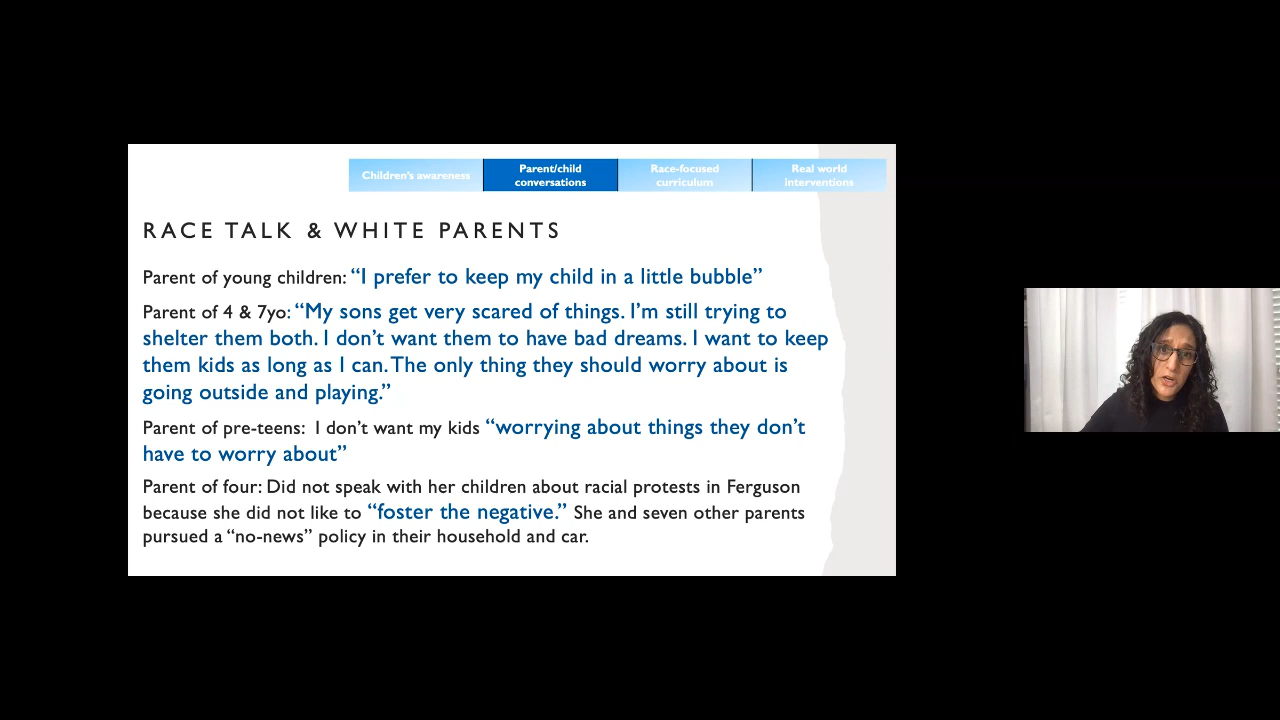 Children's awareness
Parent/child
conversations
Race-focused
curriculum
Real world
interventions
RACE TALK & WHITE PARENTS
Parent of young children: “I prefer to keep my child in a little bubble”
Parent of 4 & 7yo: “My sons get very scared of things. I’m still trying to
shelter them both. I don’t want them to have bad dreams. I want to keep
them kids as long as I can. The only thing they should worry about is
going outside and playing.”
Parent of pre-teens: I don’t want my kids “worrying about things they don’t
have to worry about”
Parent of four: Did not speak with her children about racial protests in Ferguson
because she did not like to “foster the negative.” She and seven other parents
pursued a “no-news” policy in their household and car.